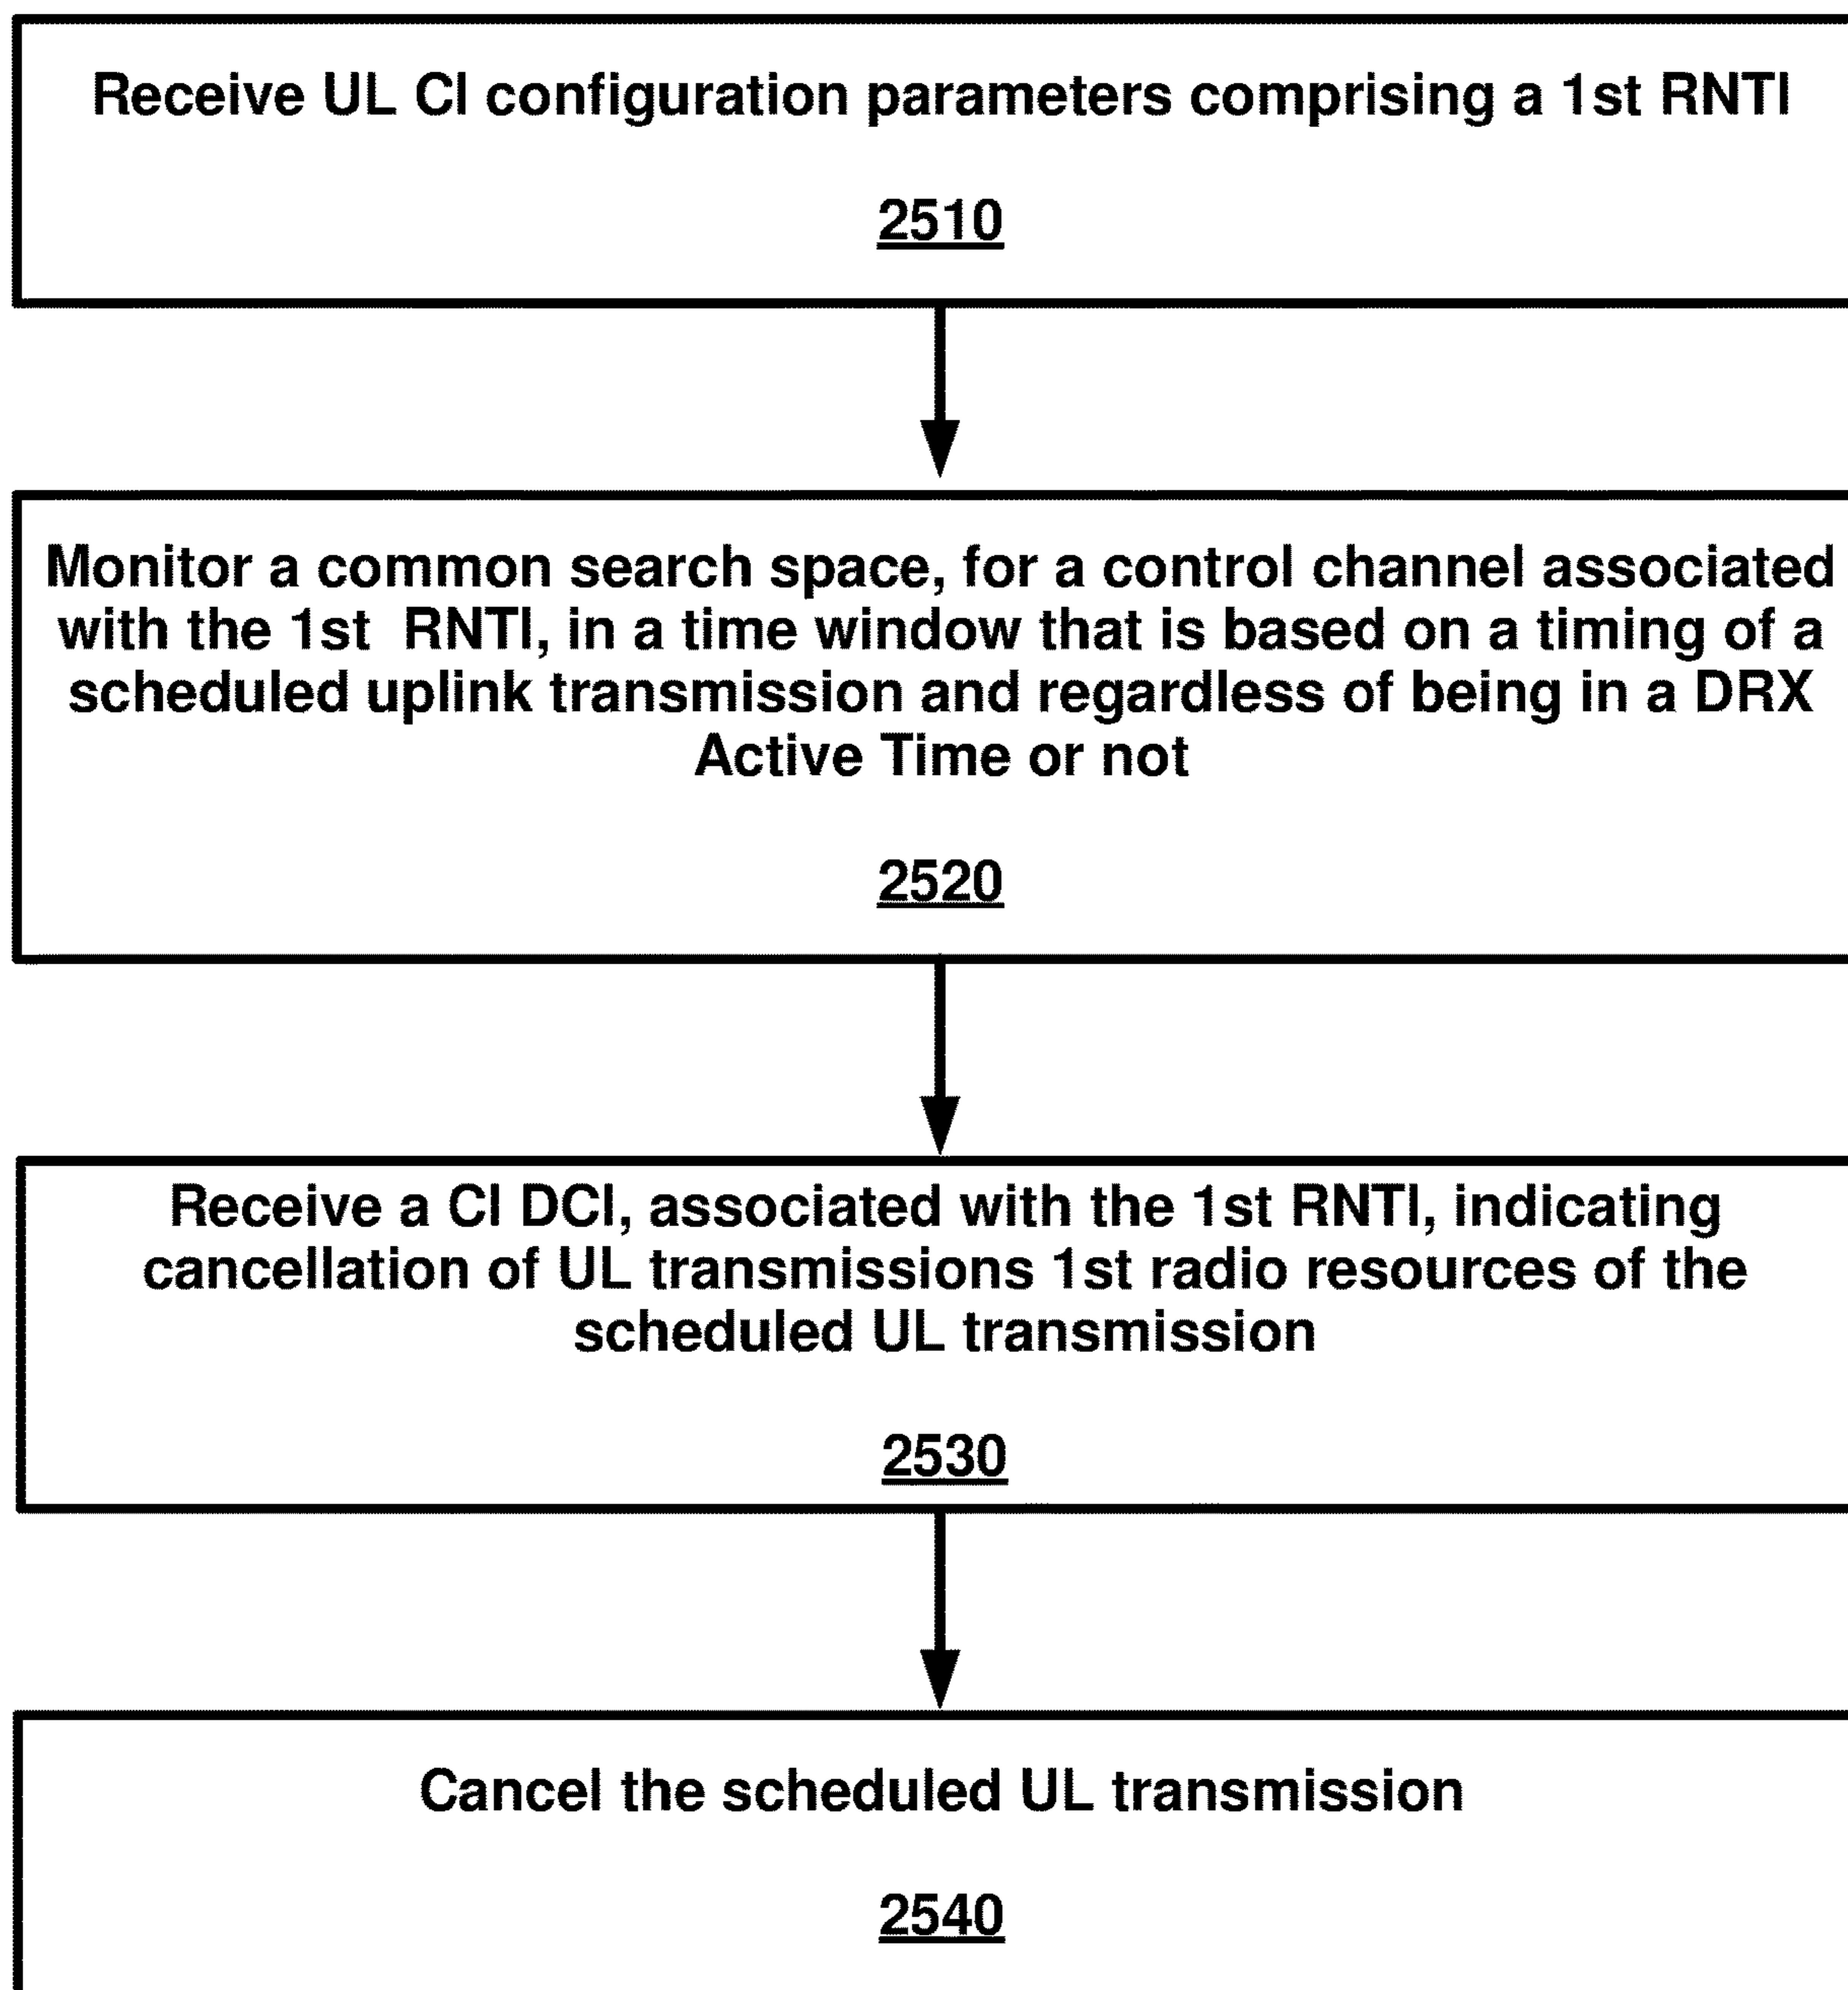 Receive UL CI configuration parameters comprising a 1st RNTI
2510
Monitor a common search space, for a control channel associated
with the 1st RNTI, in a time window that is based on a timing of a
scheduled uplink transmission and regardless of being in a DRX
Active Time or not
2520
Receive a CI DCI, associated with the 1st RNTI, indicating
cancellation of UL transmissions 1st radio resources of the
scheduled UL transmission
2530
Cancel the scheduled UL transmission
2540